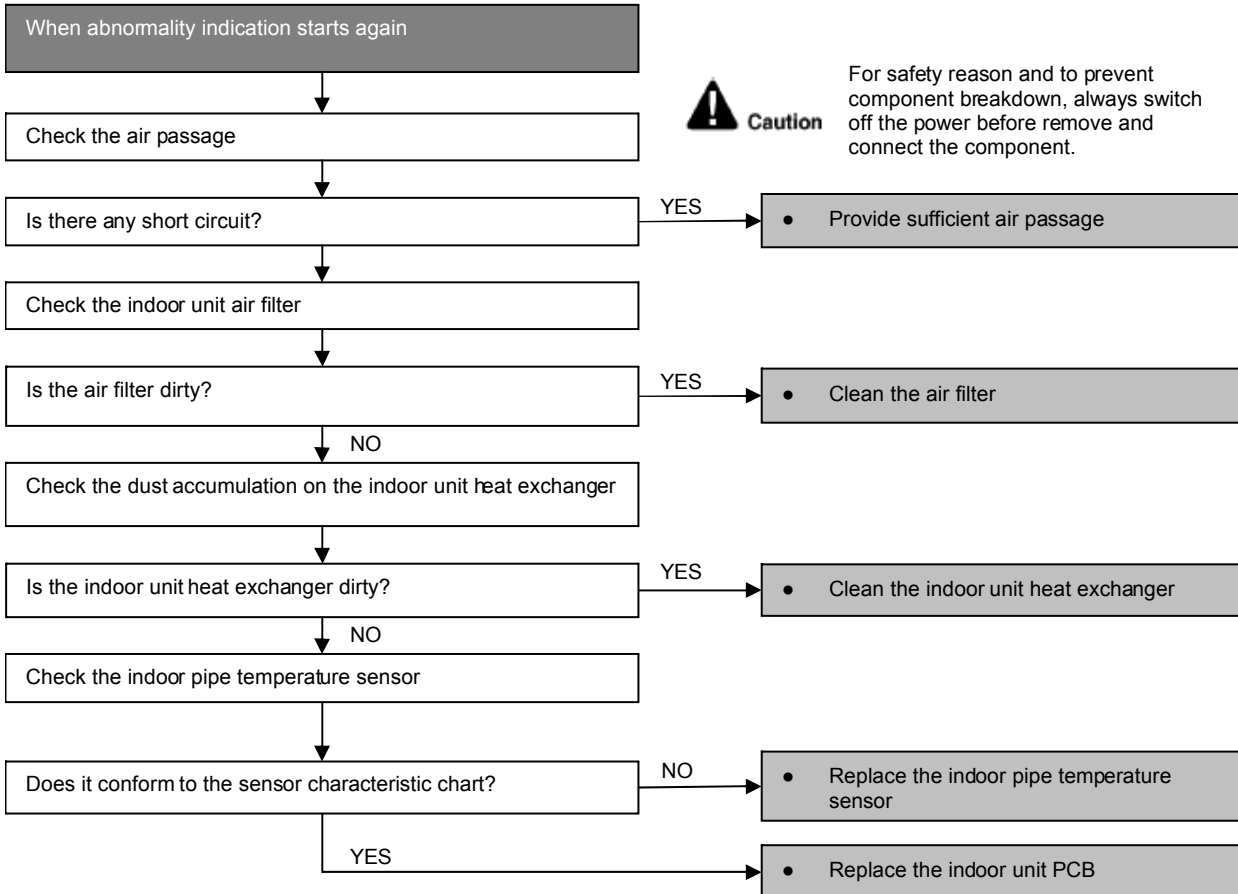 When abnormality indication starts again
For safety reason and to prevent
component breakdown, always switch
off the power before remove and
connect the component.
Caution
Check the air passage
Is there any short circuit?
YES
• Provide sufficient air passage
Check the indoor unit air filter
Is the air filter dirty?
YES
• Clean the air filter
NO
Check the dust accumulation on the indoor unit heat exchanger
Is the indoor unit heat exchanger dirty?
YES
• Clean the indoor unit heat exchanger
NO
Check the indoor pipe temperature sensor
Does it conform to the sensor characteristic chart?
NO
• Replace the indoor pipe temperature
sensor
YES
• Replace the indoor unit PCB